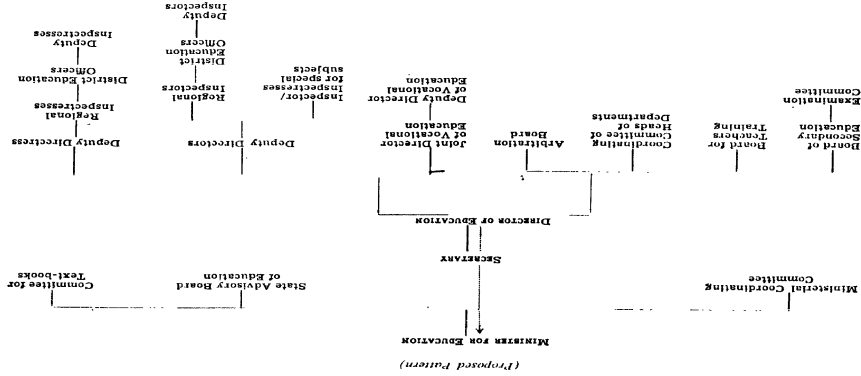 (Proposed Pattern)
MINISTER FOR EDUCATION
Ministerial Coordinating
Committee
State Advisory Board
of Education
Committee for
Text-books
SECRETARY
DIRECTOR OF EDUCATION
Board of
Secondary
Education
Examination
Committee
Board for
Teachers
Training
Coordinating
Committee of
Heads of
Departments
Arbitration
Board
Joint Director
of Vocational
Education
Deputy Director
of Vocational
Education
Deputy Directors
Inspector/
Inspectresses
for special
subjects
Regional
Inspectors
District
Education
Officers
Deputy
Inspectors
Deputy Directress
Regional
Inspectresses
District Education
Officers
Deputy
Inspectresses